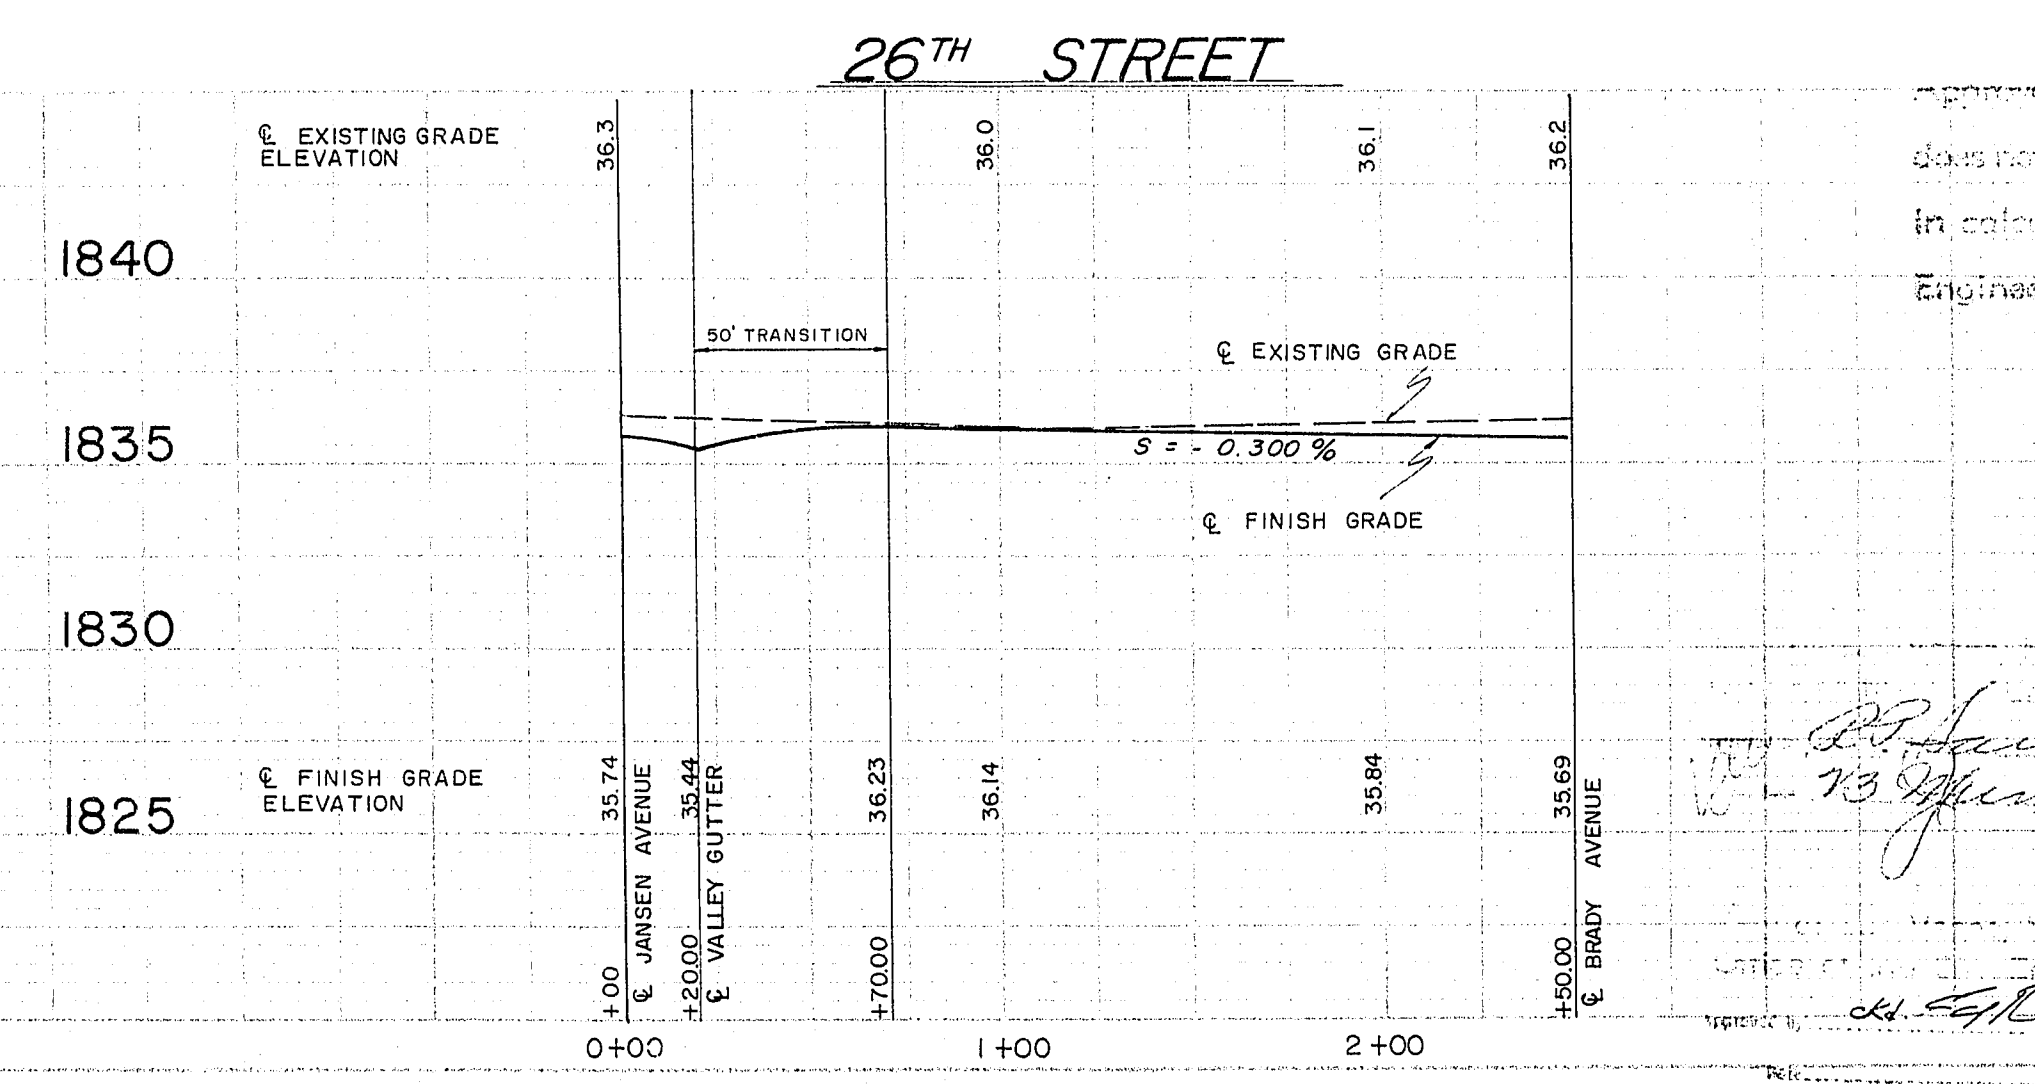 26TH STREET
℄ EXISTING GRADE
ELEVATION
36.3
36.0
36.1
36.2
does
in
1840
50' TRANSITION
℄ EXISTING GRADE
1835
S = - 0.300 %
℄ FINISH GRADE
1830
℄ FINISH GRADE
ELEVATION
1825
35.74
35.44
36.23
36.14
35.84
35.69
+00
℄ JANSEN AVENUE
+20.00
℄ VALLEY GUTTER
+70.00
+50.00
℄ BRADY AVENUE
0+00
1+00
2+00